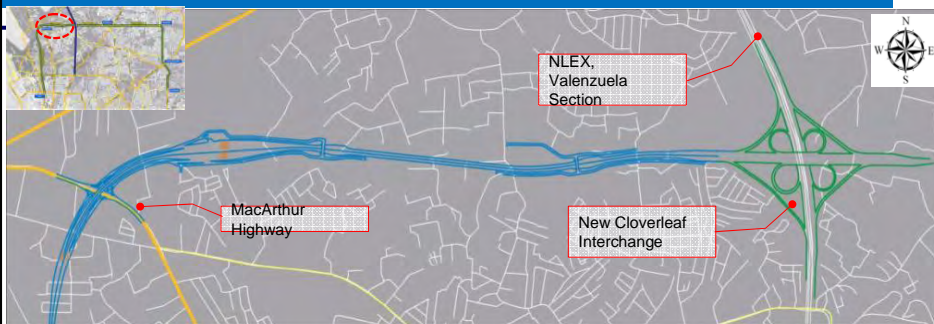 NLEX,
Valenzuela
Section
N
W
E
S
MacArthur
Highway
New Cloverleaf
Interchange